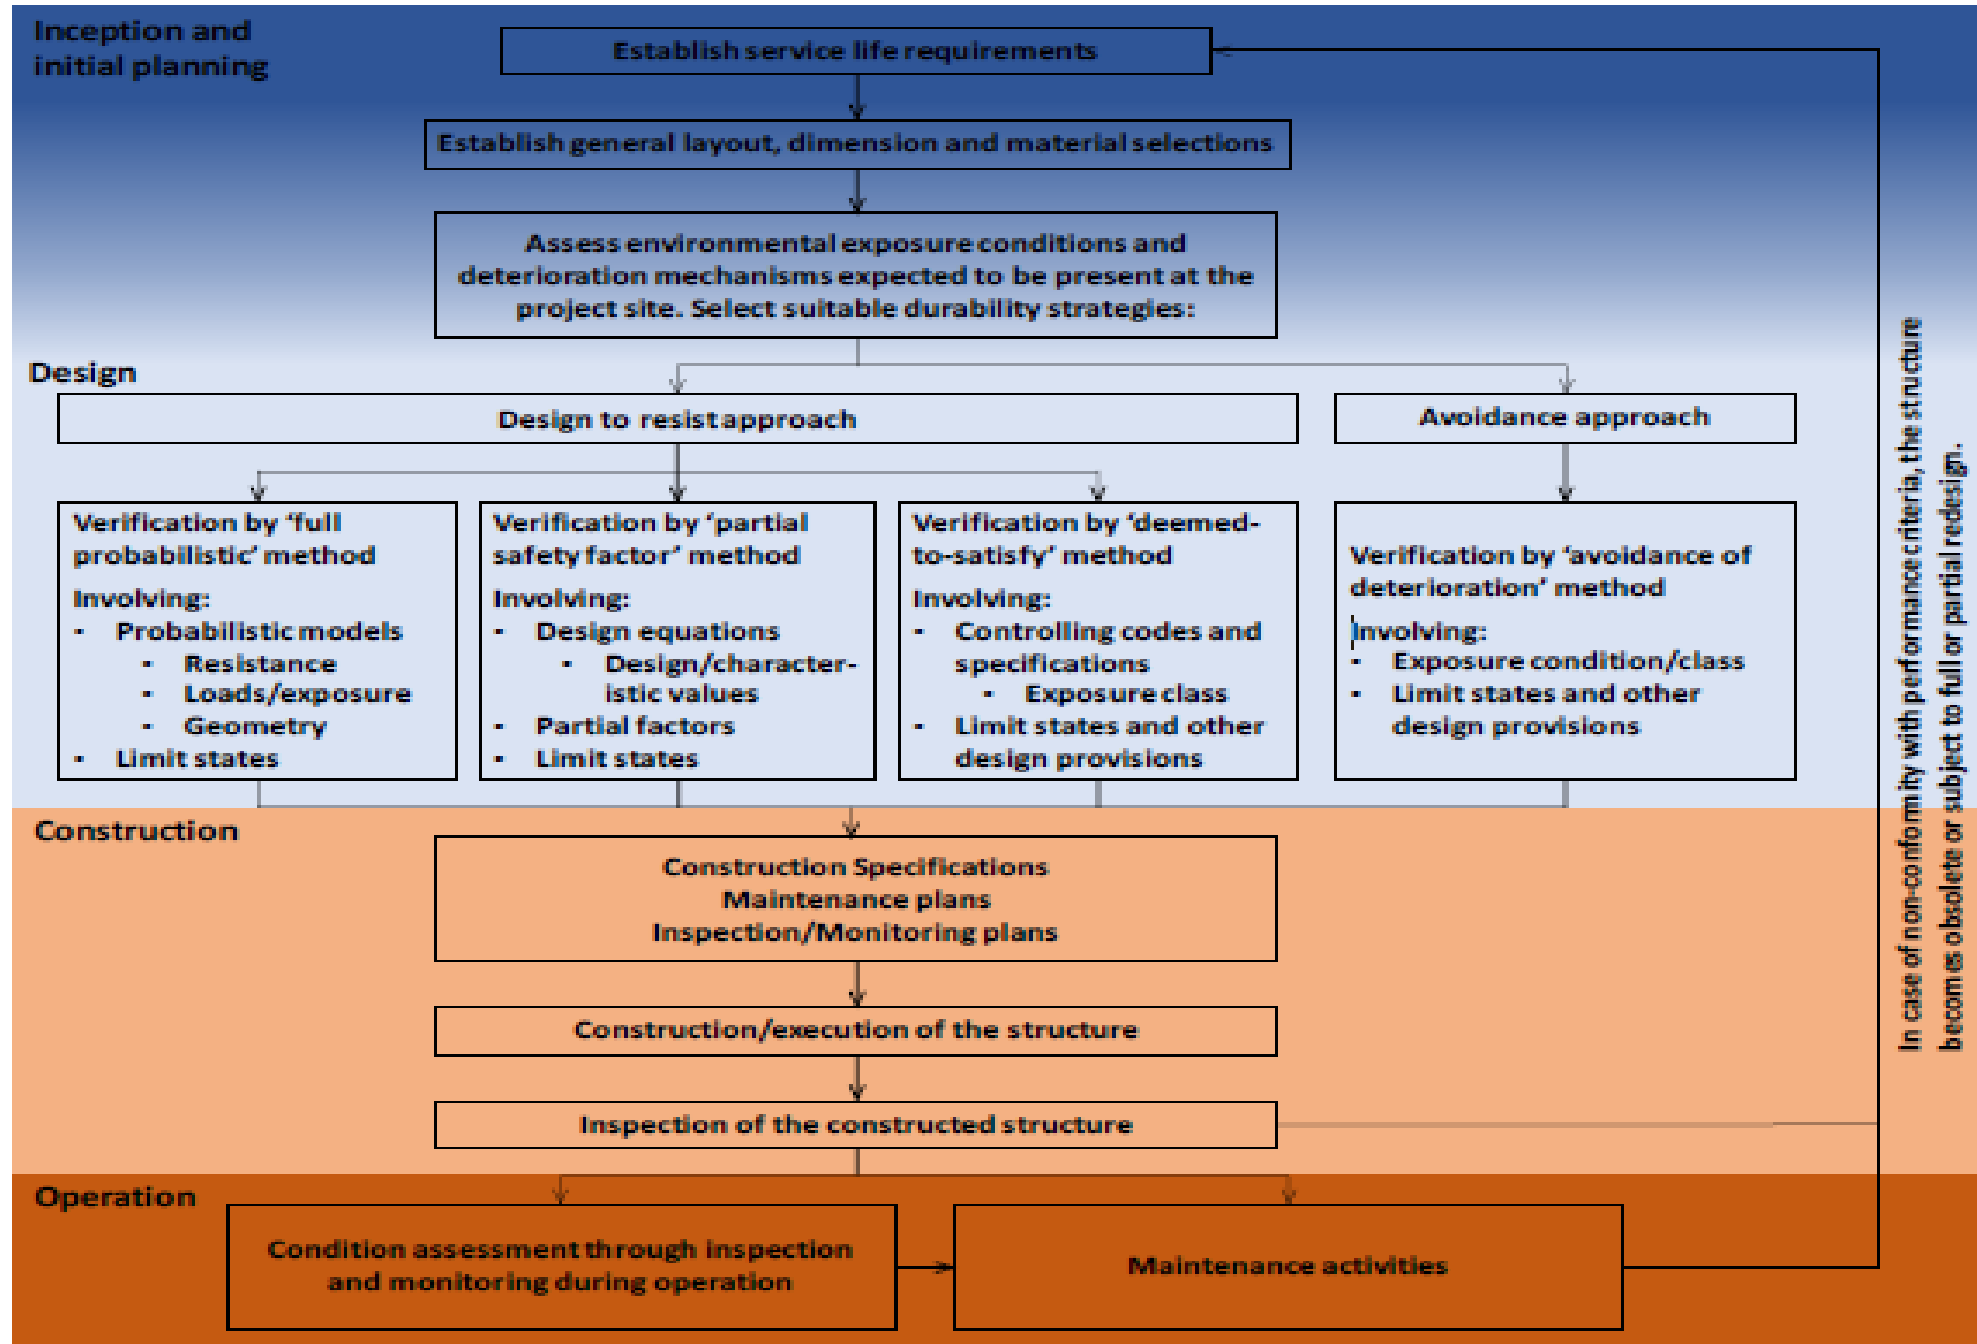 Inception and
initial planning
Establish service life requirements
Establish general layout, dimension and material selections
Assess environmental exposure conditions and
deterioration mechanisms expected to be present at the
project site. Select suitable durability strategies:
Design
Design to resist approach
Avoidance approach
Verification by ‘full
probabilistic’ method
Involving:
▪ Probabilistic models
▪ Resistance
▪ Loads/exposure
▪ Geometry
▪ Limit states
Verification by ‘partial
safety factor’ method
Involving:
▪ Design equations
▪ Design/character-
istic values
▪ Partial factors
▪ Limit states
Verification by ‘deemed-
to-satisfy’ method
Involving:
▪ Controlling codes and
specifications
▪ Exposure class
▪ Limit states and other
design provisions
Verification by ‘avoidance of
deterioration’ method
Involving:
▪ Exposure condition/class
▪ Limit states and other
design provisions
Construction
Construction Specifications
Maintenance plans
Inspection/Monitoring plans
Construction/execution of the structure
Inspection of the constructed structure
Operation
Condition assessment through inspection
and monitoring during operation
Maintenance activities
In case of non-conformity with performance criteria, the structure
becomes obsolete or subject to full or partial redesign.